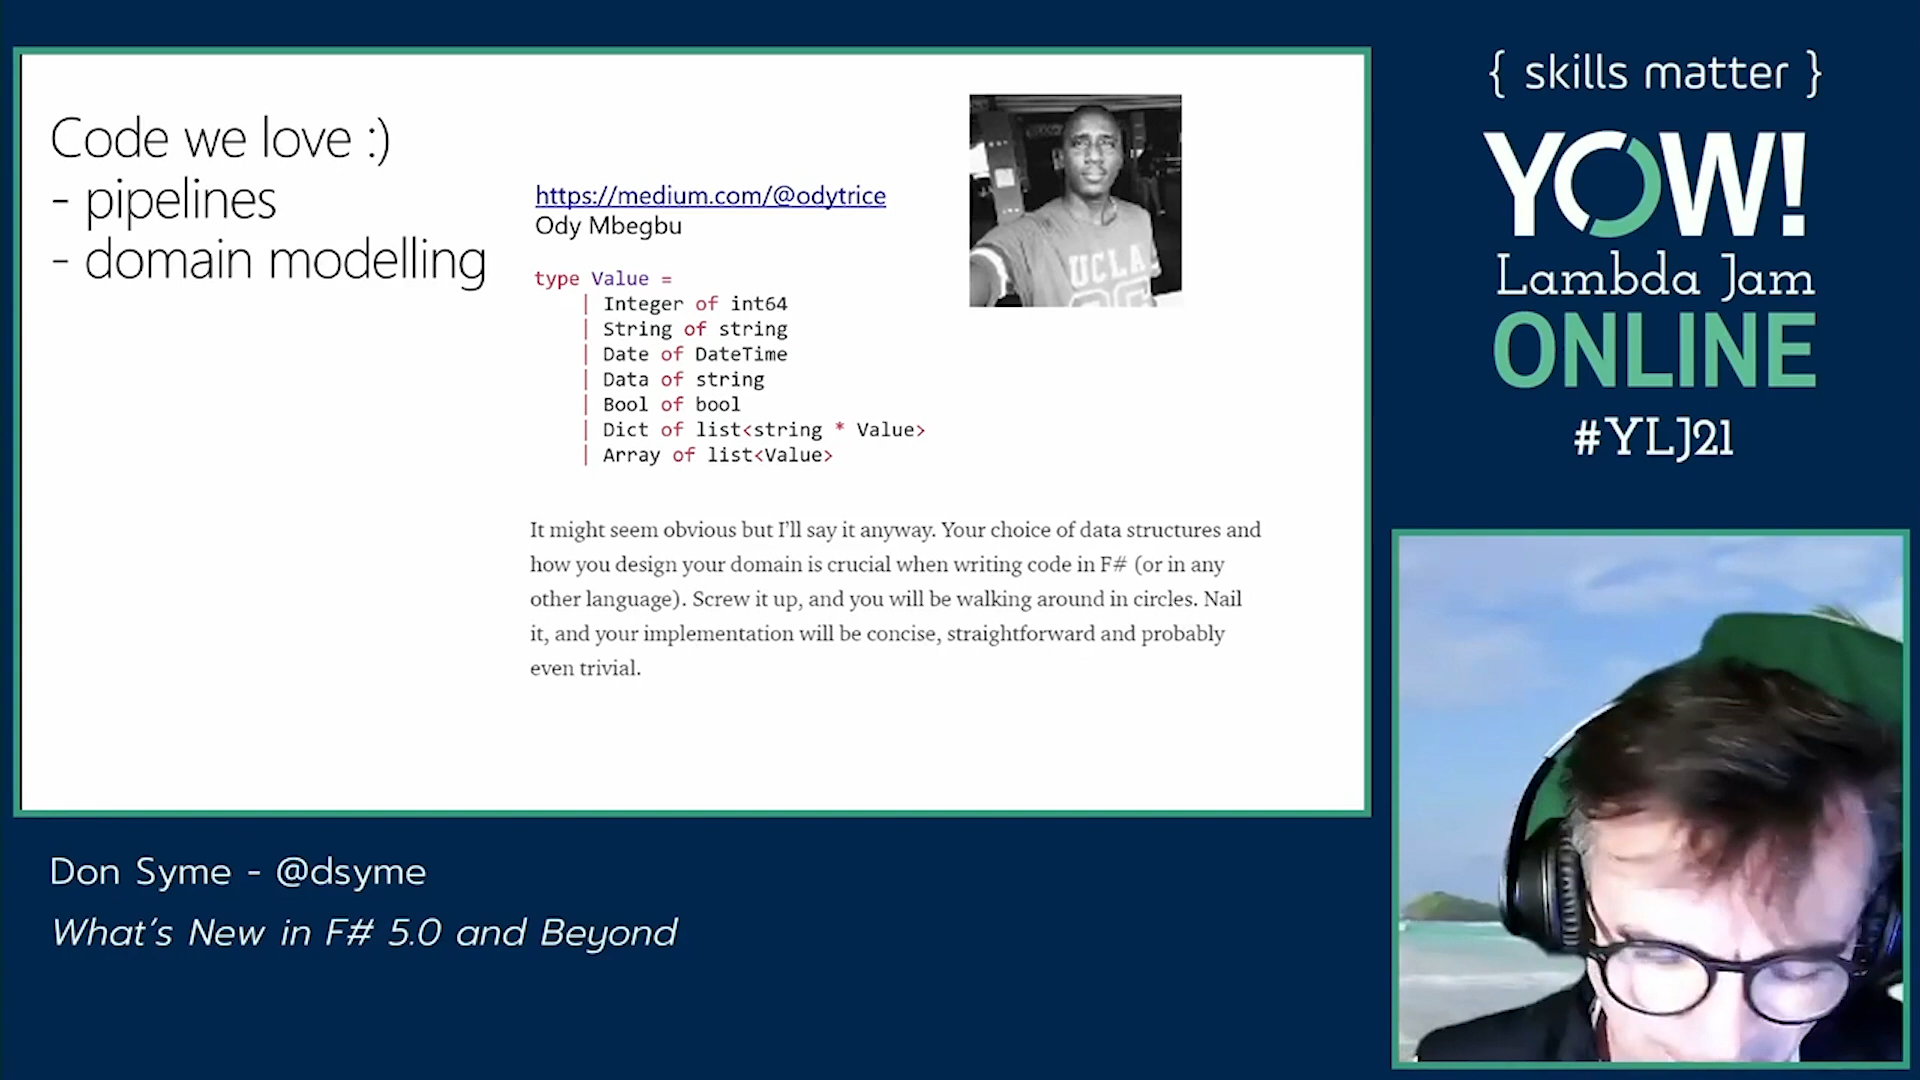 Code we love :)
- pipelines
- domain modelling
https://medium.com/@odytrice
Ody Mbegbu
type Value =
| Integer of int64
| String of string
| Date of DateTime
| Data of string
| Bool of bool
| Dict of list<string * Value>
| Array of list<Value>
It might seem obvious but I'll say it anyway. Your choice of data structures and
how you design your domain is crucial when writing code in F# (or in any
other language). Screw it up, and you will be walking around in circles. Nail
it, and your implementation will be concise, straightforward and probably
even trivial.
UCLA
{ skills matter }
YOW!
Lambda Jam
ONLINE
#YLJ21
Don Syme - @dsyme
What's New in F# 5.0 and Beyond